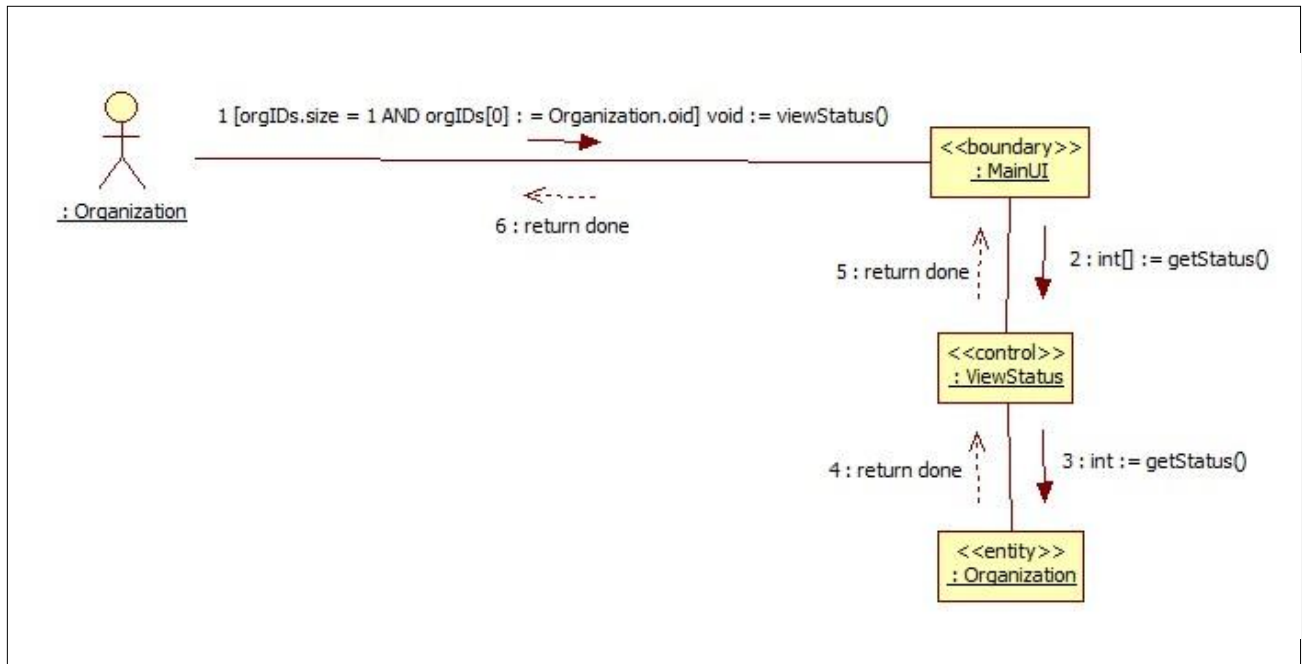 1 [orgIDs.size = 1 AND orgIDs[0] : = Organization.oid] void := viewStatus()
<<boundary>>
: MainUI
: Organization
6 : return done
5 : return done
2 : int[] := getStatus()
<<control>>
: ViewStatus
4 : return done
3 : int := getStatus()
<<entity>>
: Organization